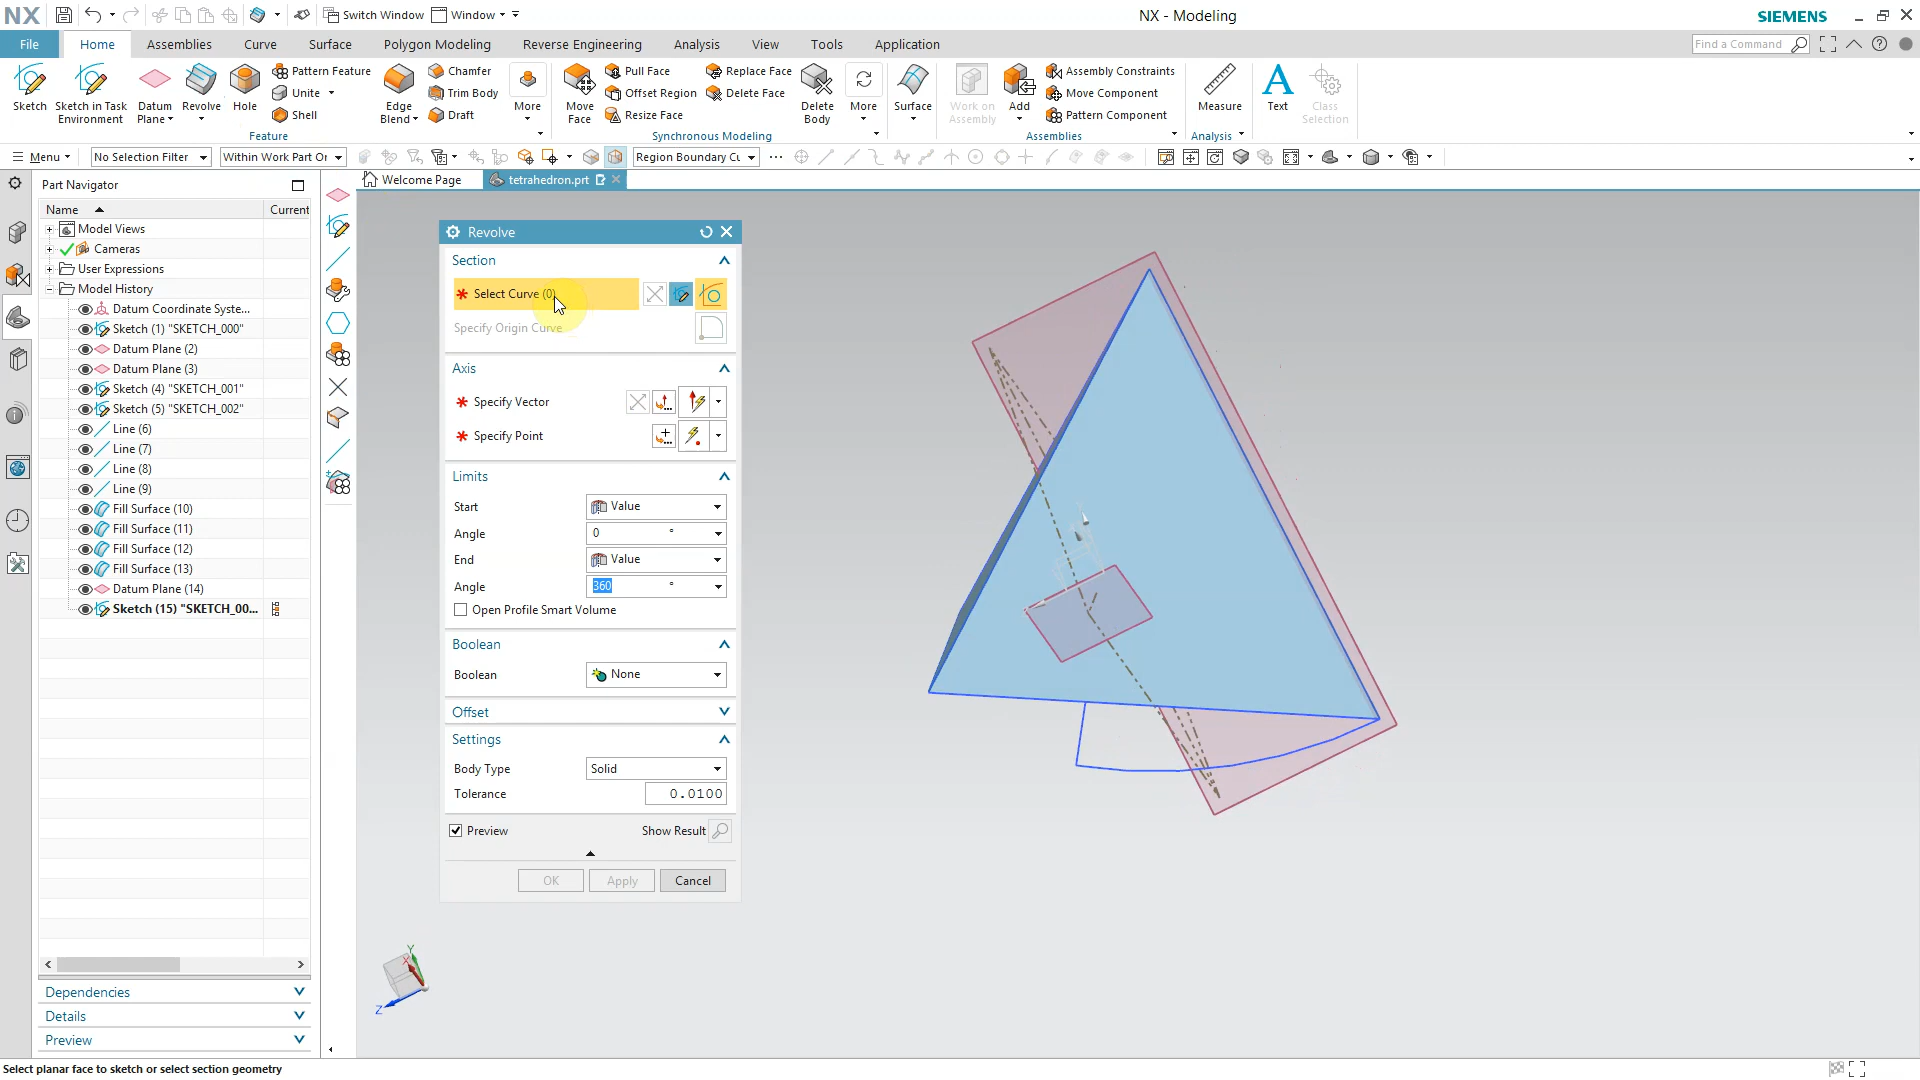 NX
Switch Window
Window
NX - Modeling
SIEMENS
File
Home
Assemblies
Curve
Surface
Polygon Modeling
Reverse Engineering
Analysis
View
Tools
Application
Find a Command
Sketch
Sketch in Task
Environment
Datum
Plane
Revolve
Hole
Pattern Feature
Unite
Shell
Edge
Blend
Chamfer
Trim Body
Draft
More
Move
Face
Pull Face
Offset Region
Resize Face
Replace Face
Delete Face
Delete
Body
More
Surface
Work on
Assembly
Add
Assembly Constraints
Move Component
Pattern Component
Measure
Text
Class
Selection
Feature
Synchronous Modeling
Assemblies
Analysis
Menu
No Selection Filter
Within Work Part Or
Region Boundary Cu
Part Navigator
Welcome Page
tetrahedron.prt
Name
Current
Model Views
Cameras
User Expressions
Model History
Datum Coordinate Syste...
Sketch (1) "SKETCH_000"
Datum Plane (2)
Datum Plane (3)
Sketch (4) "SKETCH_001"
Sketch (5) "SKETCH_002"
Line (6)
Line (7)
Line (8)
Line (9)
Fill Surface (10)
Fill Surface (11)
Fill Surface (12)
Fill Surface (13)
Datum Plane (14)
Sketch (15) "SKETCH_00...
Dependencies
Details
Preview
Revolve
Section
Select Curve (0)
Specify Origin Curve
Axis
Specify Vector
Specify Point
Limits
Start
Value
Angle
0 °
End
Value
Angle
360 °
Open Profile Smart Volume
Boolean
Boolean
None
Offset
Settings
Body Type
Solid
Tolerance
0.0100
Preview
Show Result
OK
Apply
Cancel
Y
X
Z
Select planar face to sketch or select section geometry